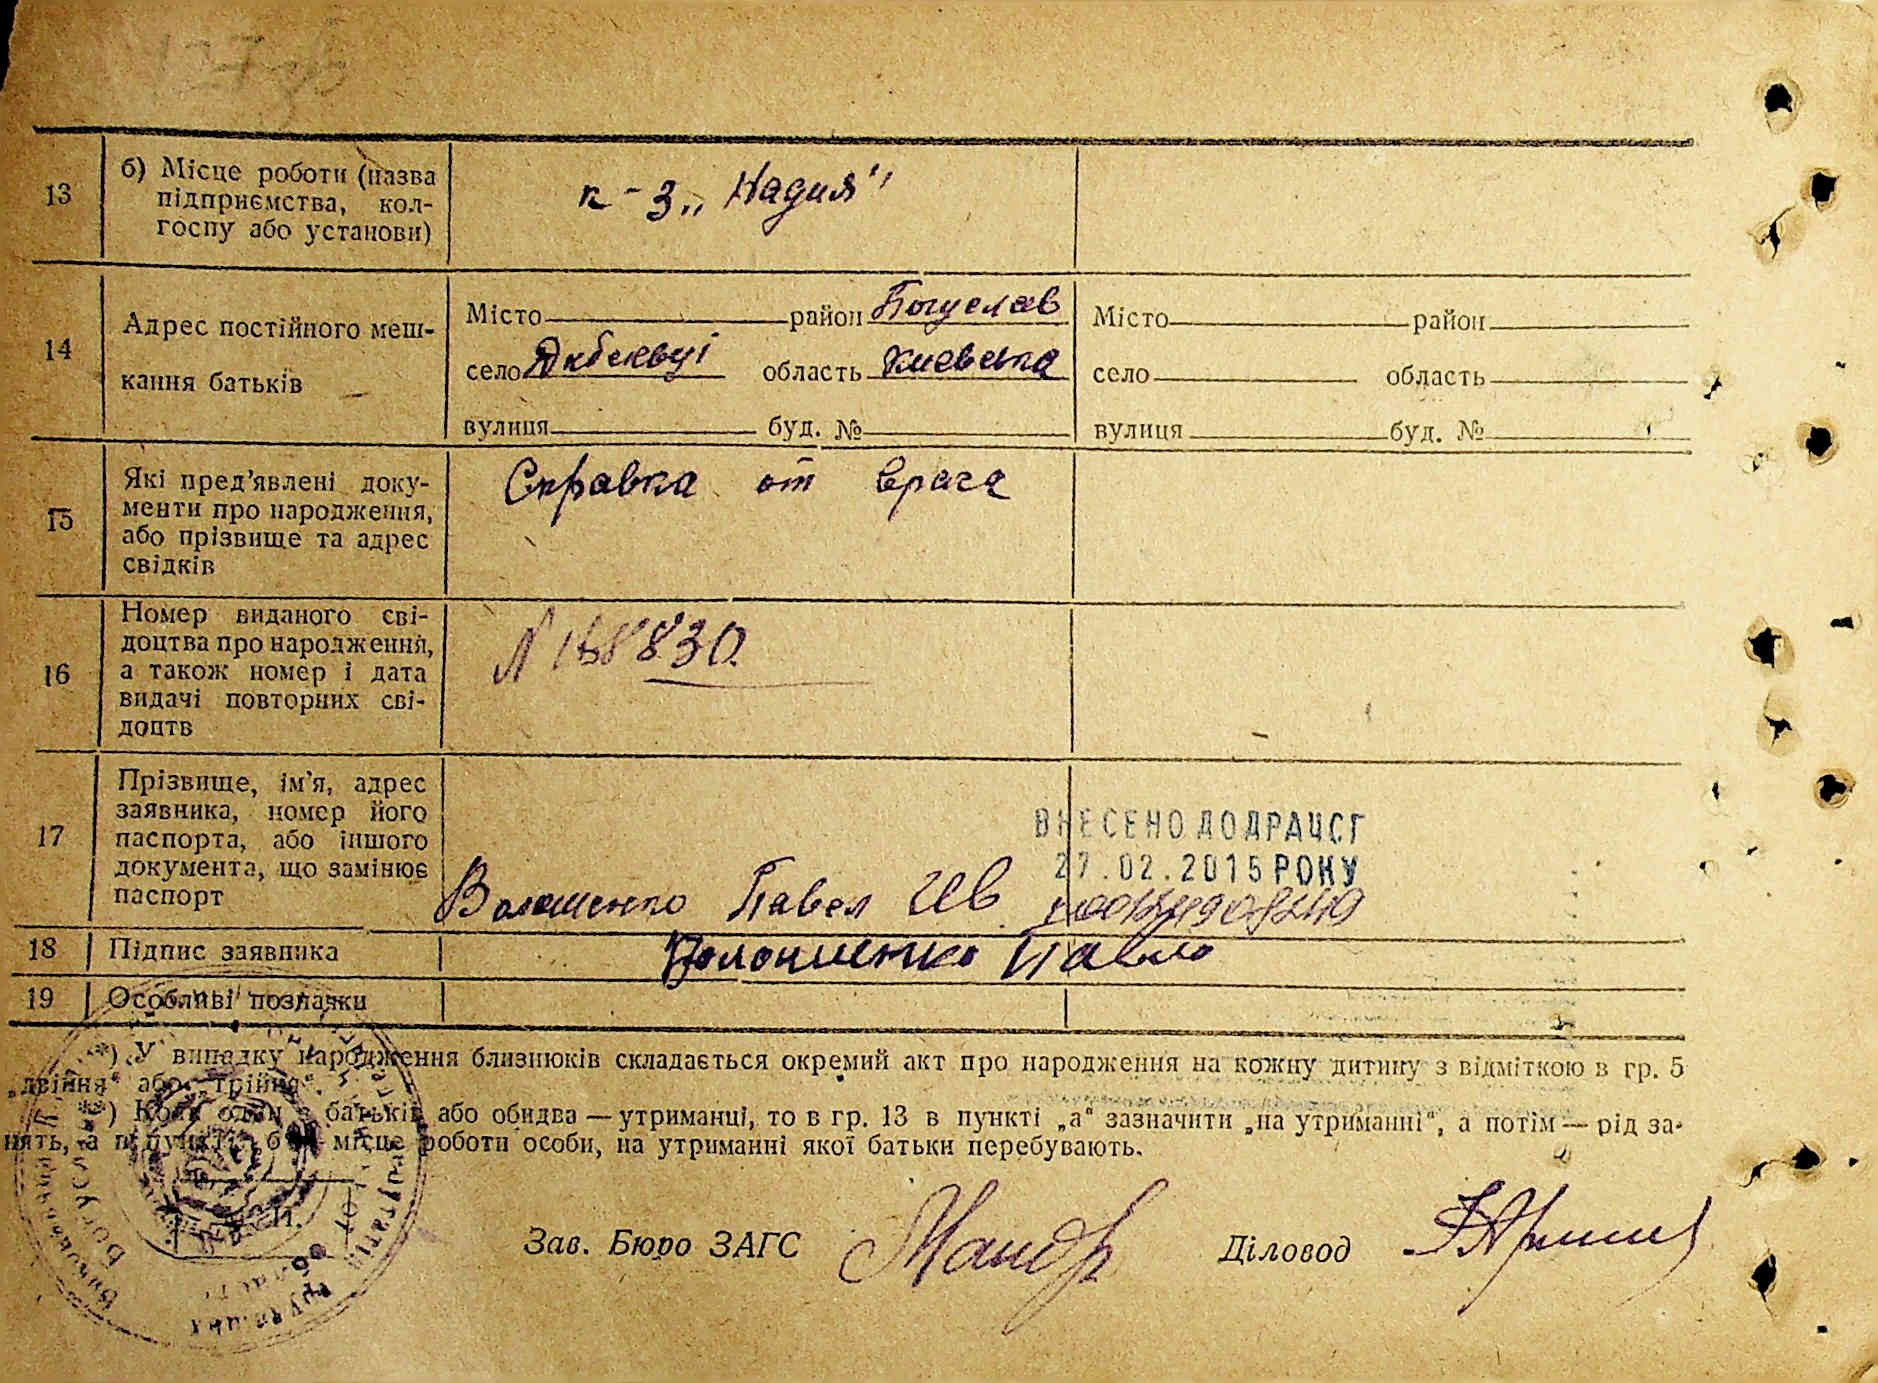 13
б) Місце роботи (назва
підприємства, кол-
госпу або установи)
к-з „Надия"
14
Адрес постійного меш-
кання батьків
Місто район Богуслав
село область Киевська
вулиця буд. №
Місто район
село область
вулиця буд. №
15
Які пред'явлені доку-
менти про народження,
або прізвище та адрес
свідків
Справка от врача
16
Номер виданого сві-
доцтва про народження,
а також номер і дата
видачі повторних сві-
доцтв
17
Прізвище, ім'я, адрес
заявника, номер його
паспорта, або іншого
документа, що замінює
паспорт
Волошенко Павел
ВНЕСЕНО ДО ДРАЦСГ
27.02.2015 РОКУ
18
Підпис заявника
Волошенко Павло
19
Особливі позначки
*) У випадку народження близнюків складається окремий акт про народження на кожну дитину з відміткою в гр. 5
„двійня“ або „трійня“.
*) Коли один з батьків або обидва — утриманці, то в гр. 13 в пункті „а“ зазначити „на утриманні“, а потім — рід за-
нять, а в пункті „б“ — місце роботи особи, на утриманні якої батьки перебувають.
Зав. Бюро ЗАГС
Діловод